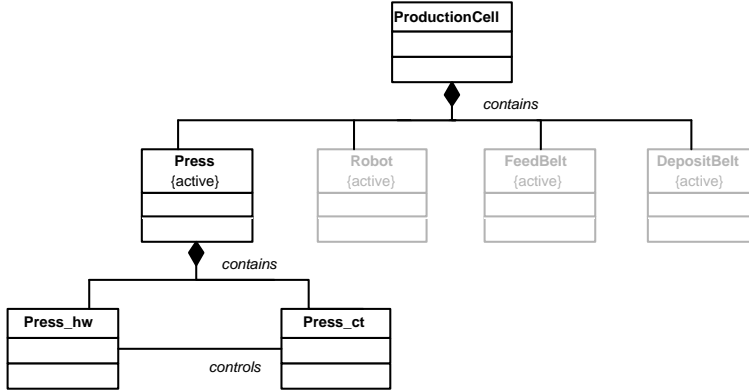 ProductionCell
contains
Press
{active}
Robot
{active}
FeedBelt
{active}
DepositBelt
{active}
contains
Press_hw
Press_ct
controls